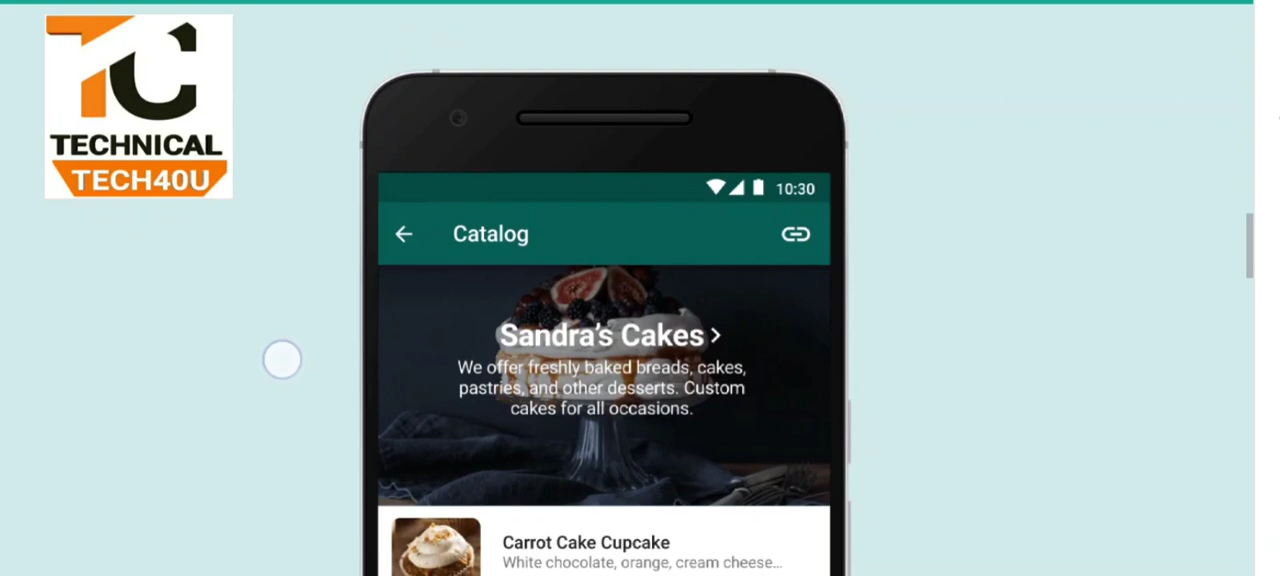 TC
TECHNICAL
TECH40U
10:30
Catalog
Sandra's Cakes
We offer freshly baked breads, cakes,
pastries, and other desserts. Custom
cakes for all occasions.
Carrot Cake Cupcake
White chocolate, orange, cream cheese...